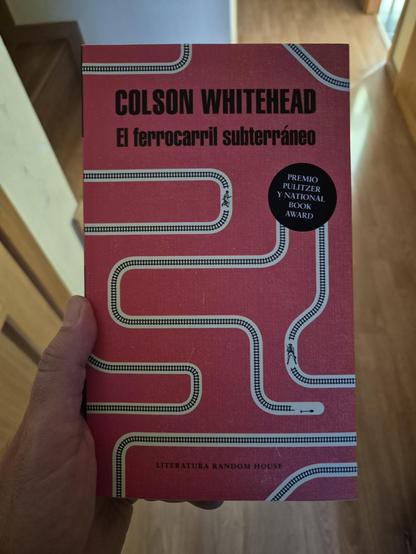 COLSON WHITEHEAD
El ferrocarril subterráneo
PREMIO
PULITZER
Y NATIONAL
BOOK
AWARD
LITERATURA RANDOM HOUSE